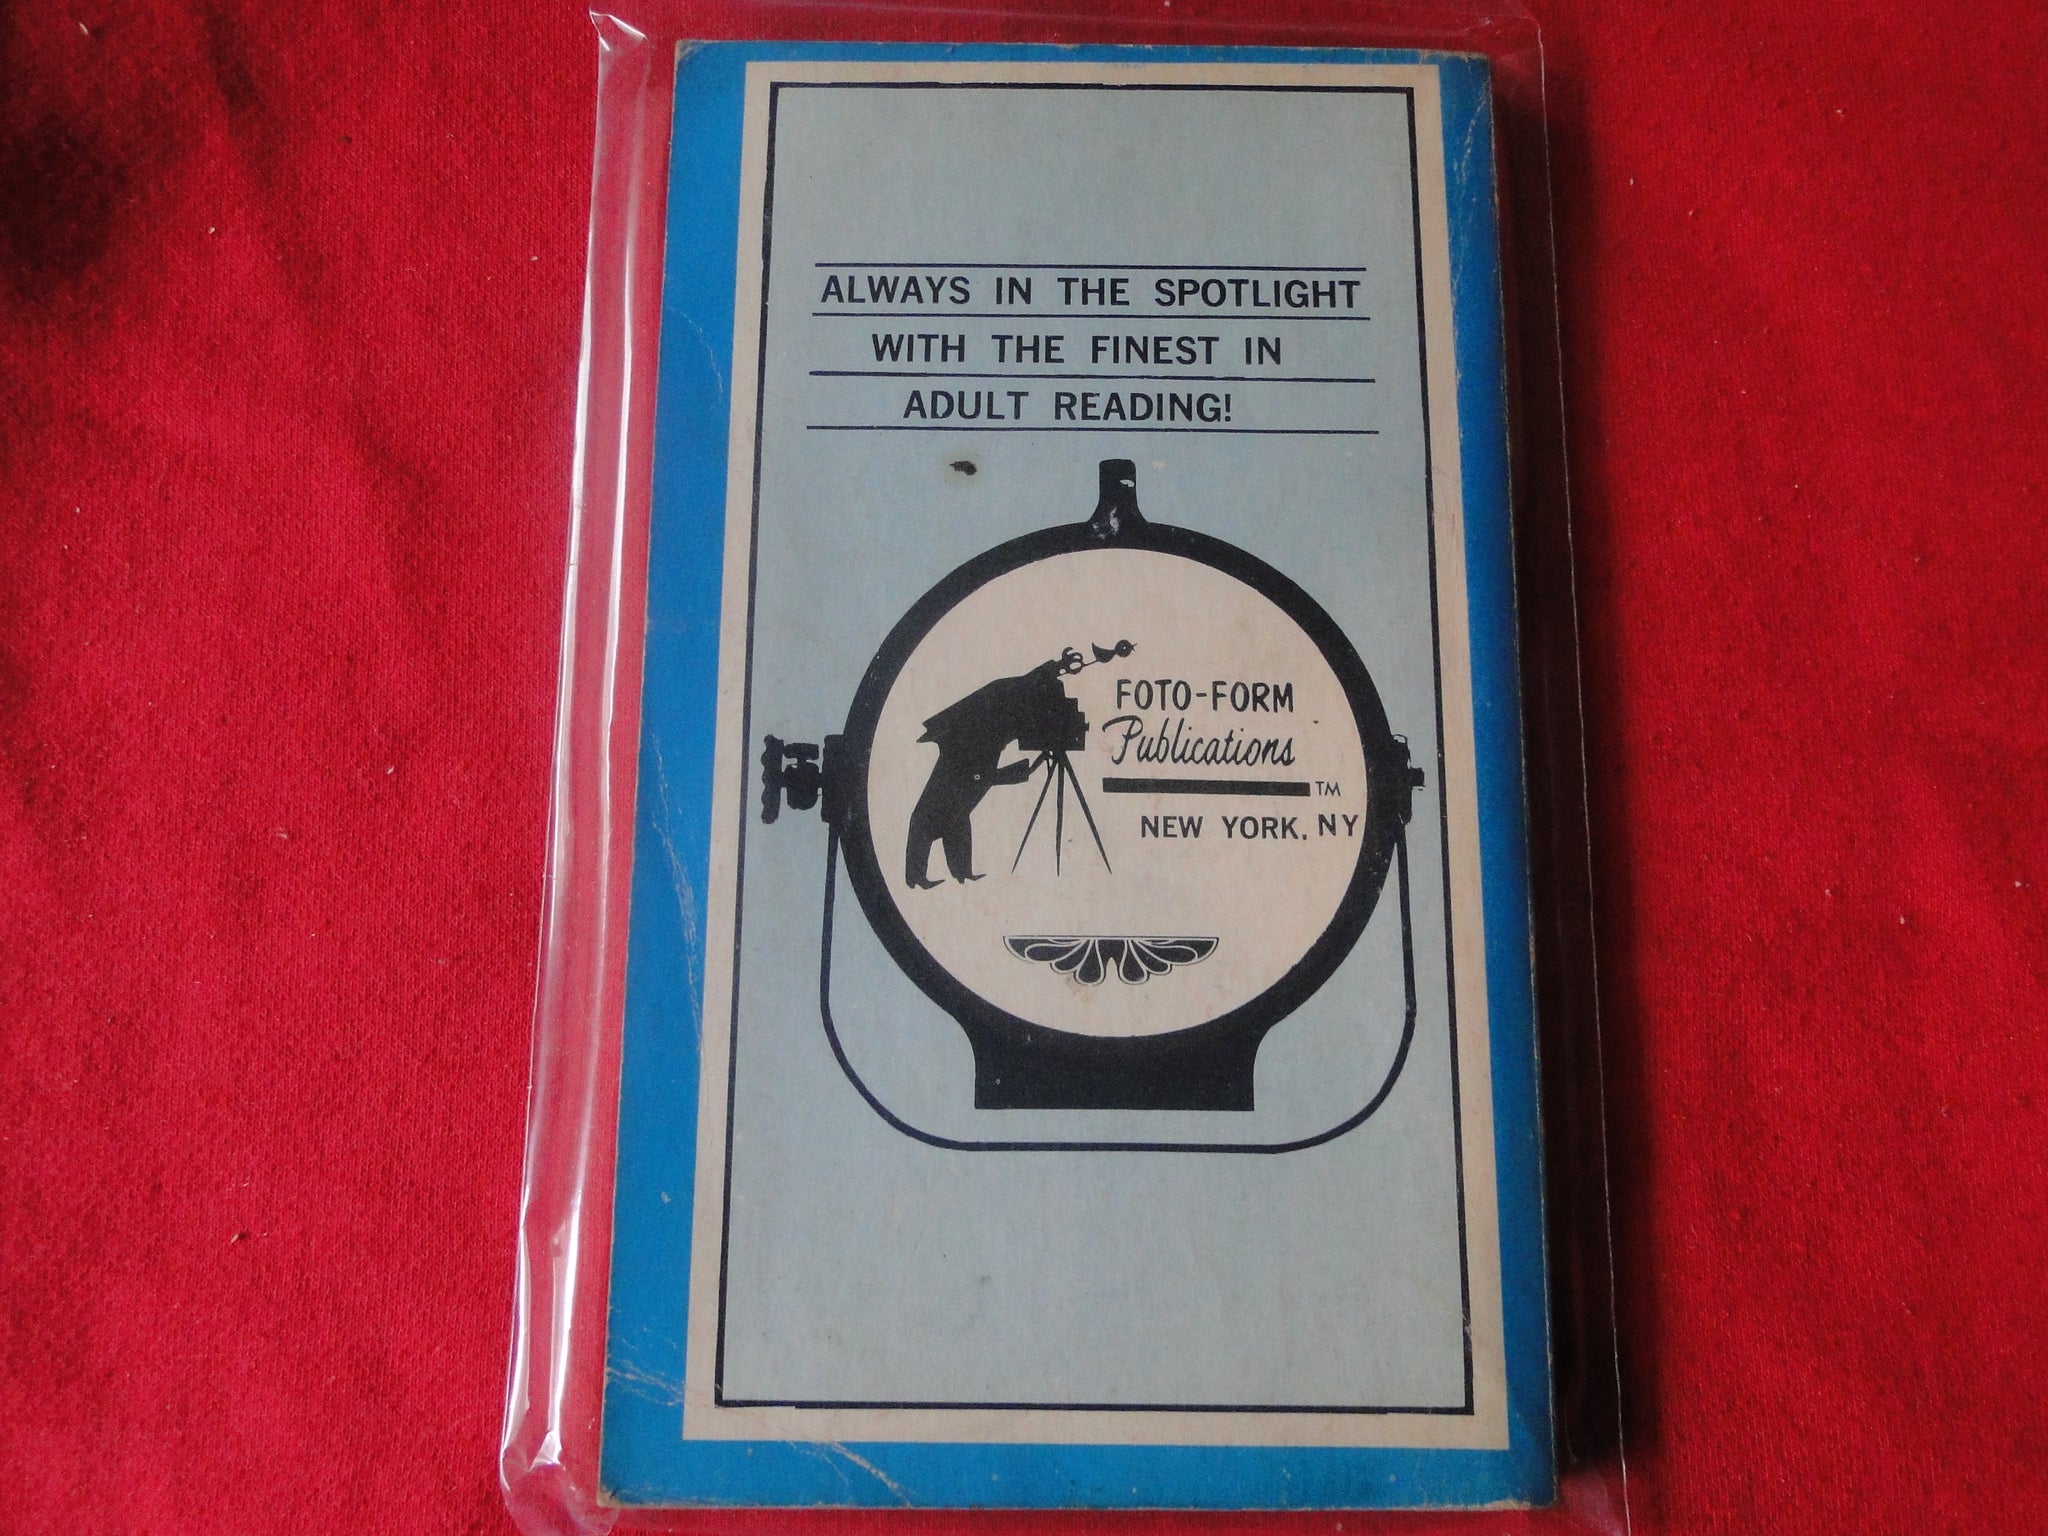 ALWAYS IN THE SPOTLIGHT
WITH THE FINEST IN
ADULT READING!
FOTO-FORM
Publications
TM
NEW YORK, NY